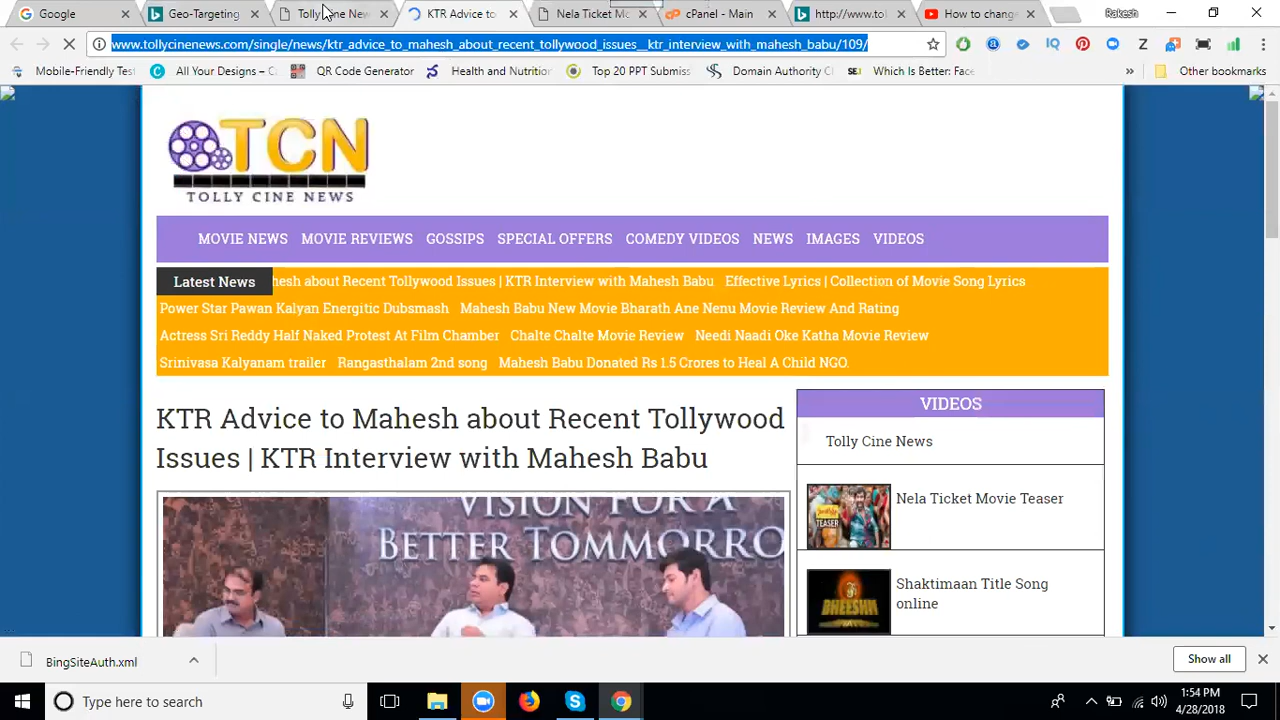 Google
Geo-Targeting
Tolly Cine New
KTR Advice to
Nela Ticket Mo
cPanel - Main
http://www.tol
How to change
Rakesh
www.tollycinenews.com/single/news/ktr_advice_to_mahesh_about_recent_tollywood_issues__ktr_interview_with_mahesh_babu/109/
Mobile-Friendly Test
All Your Designs – C
QR Code Generator
Health and Nutrition
Top 20 PPT Submiss
Domain Authority C
Which Is Better: Face
Other bookmarks
TCN
TOLLY CINE NEWS
MOVIE NEWS MOVIE REVIEWS GOSSIPS SPECIAL OFFERS COMEDY VIDEOS NEWS IMAGES VIDEOS
Latest News hesh about Recent Tollywood Issues | KTR Interview with Mahesh Babu Effective Lyrics | Collection of Movie Song Lyrics
Power Star Pawan Kalyan Energitic Dubsmash Mahesh Babu New Movie Bharath Ane Nenu Movie Review And Rating
Actress Sri Reddy Half Naked Protest At Film Chamber Chalte Chalte Movie Review Needi Naadi Oke Katha Movie Review
Srinivasa Kalyanam trailer Rangasthalam 2nd song Mahesh Babu Donated Rs 1.5 Crores to Heal A Child NGO.
KTR Advice to Mahesh about Recent Tollywood
Issues | KTR Interview with Mahesh Babu
VISION FOR A
BETTER TOMMORRO
VIDEOS
Tolly Cine News
Nela Ticket Movie Teaser
Shaktimaan Title Song
online
BingSiteAuth.xml
Show all
Type here to search
1:54 PM
4/28/2018